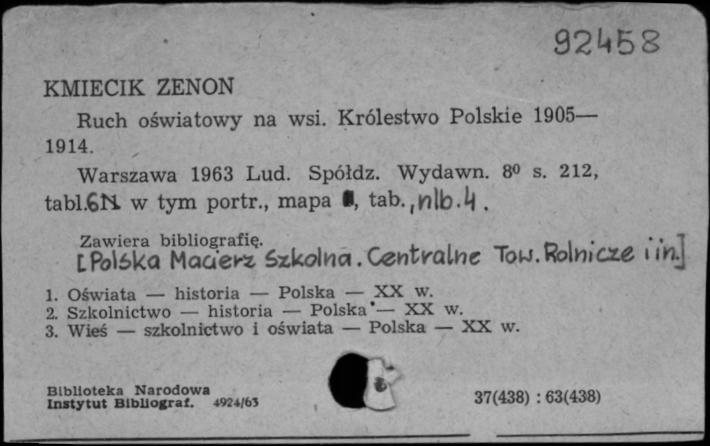 92458
KMIECIK ZENON
Ruch oświatowy na wsi. Królestwo Polskie 1905—
1914.
Warszawa 1963 Lud. Spółdz. Wydawn. 8⁰ s. 212,
tabl. w tym portr., mapa , tab., nlb. 4.
Zawiera bibliografię.
[Polska Macierz Szkolna. Centralne Tow. Rolnicze i in.]
1. Oświata — historia — Polska — XX w.
2. Szkolnictwo — historia — Polska — XX w.
3. Wieś — szkolnictwo i oświata — Polska — XX w.
Biblioteka Narodowa
Instytut Bibliograf. 4924/63
37(438) : 63(438)